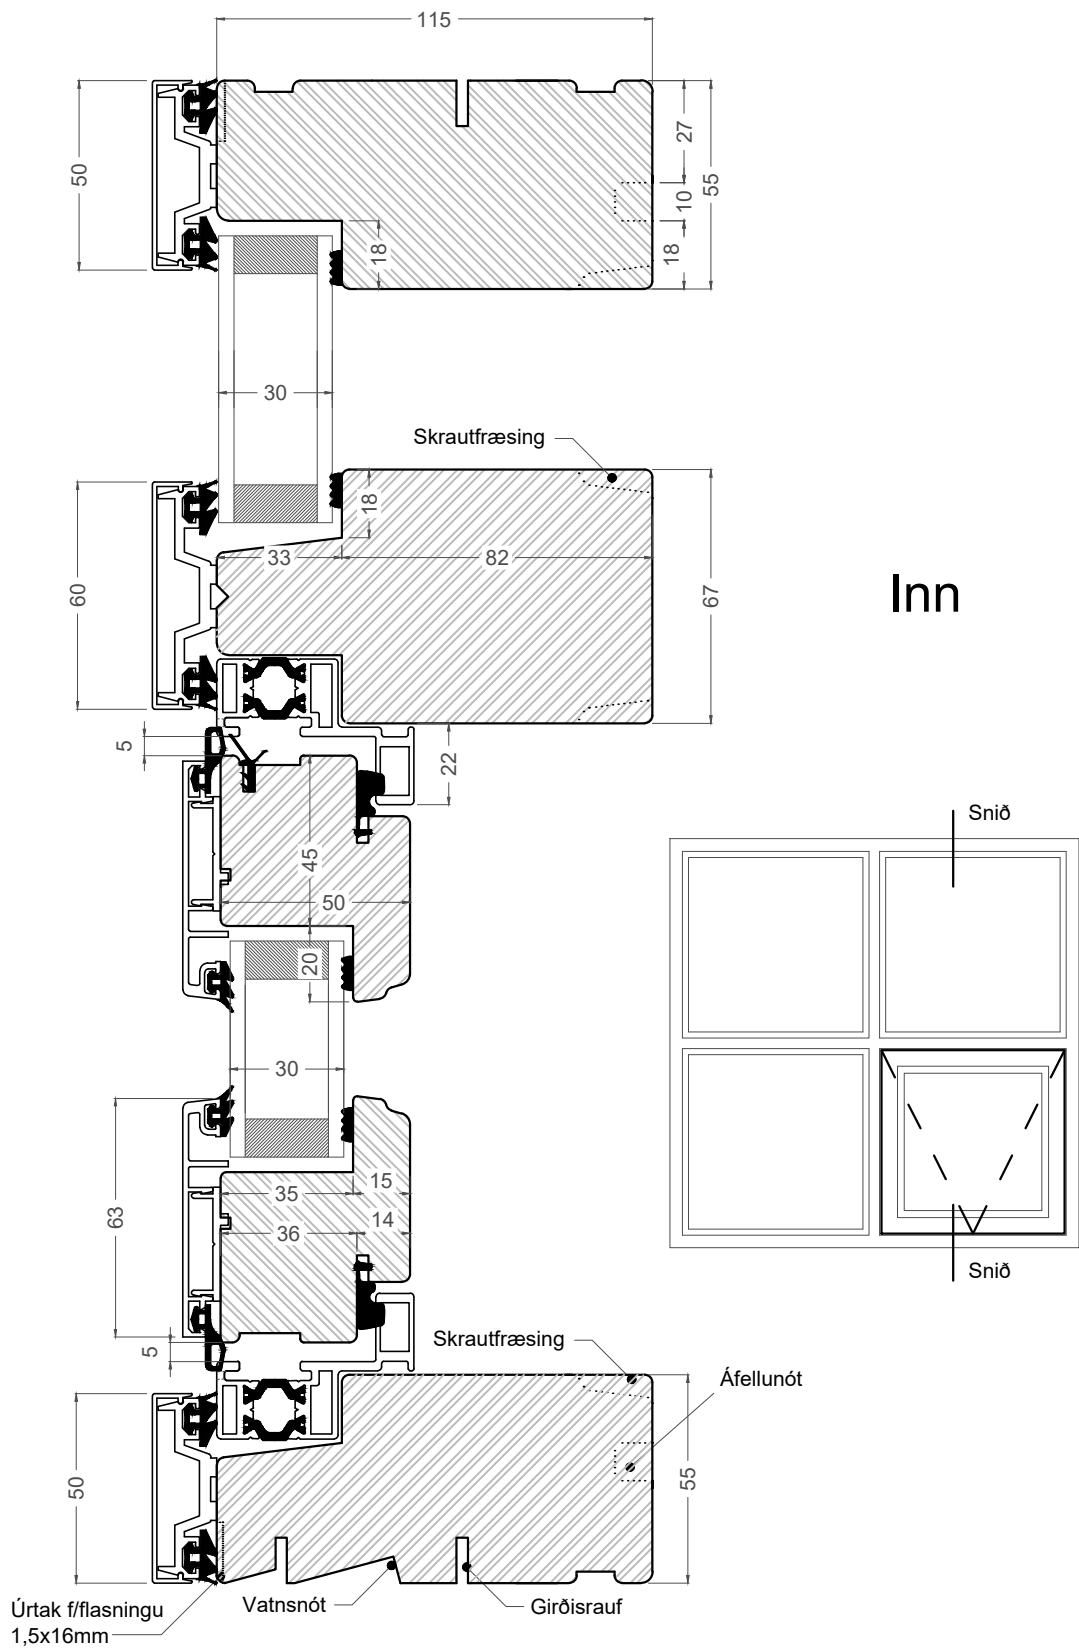 115
50
27
55
10
18
18
30
Skrautfræsing
18
33
82
60
67
Inn
5
22
Snið
45
50
20
30
15
35
63
14
36
Snið
Skrautfræsing
5
Áfellunót
50
55
Úrtak f/flasningu
1,5x16mm
Vatnsnót
Girðisrauf